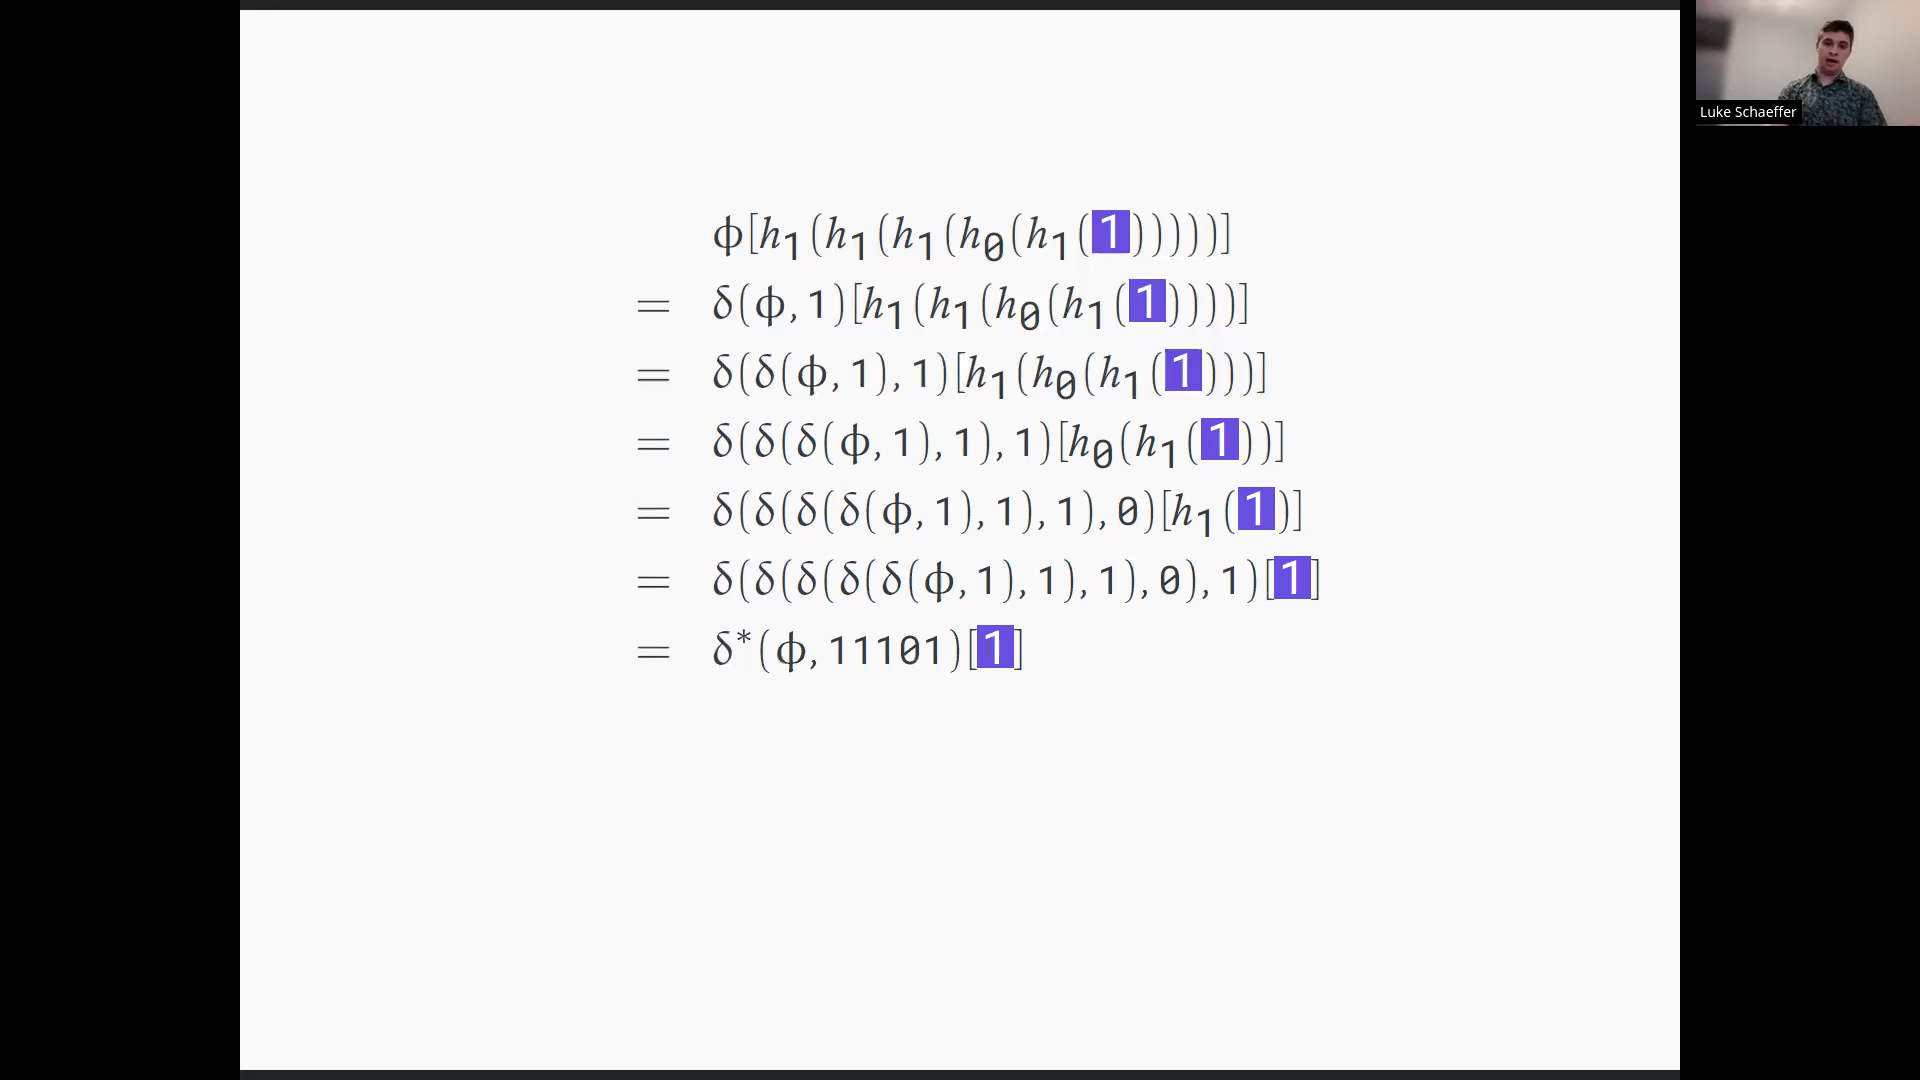 ϕ[h₁(h₁(h₁(h₀(h₁(1)))))]
= δ(ϕ,1)[h₁(h₁(h₀(h₁(1))))]
= δ(δ(ϕ,1),1)[h₁(h₀(h₁(1)))]
= δ(δ(δ(ϕ,1),1),1)[h₀(h₁(1))]
= δ(δ(δ(δ(ϕ,1),1),1),0)[h₁(1)]
= δ(δ(δ(δ(δ(ϕ,1),1),1),0),1)[1]
= δ*(ϕ,11101)[1]
Luke Schaeffer